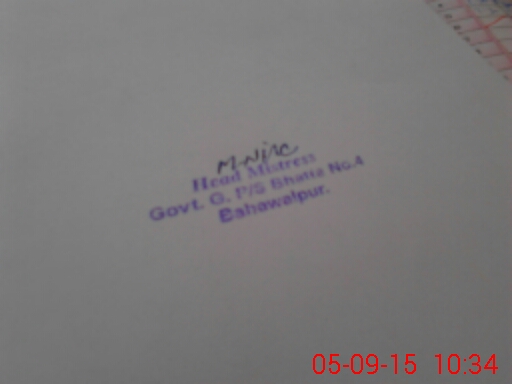 Head Mistress
Govt. G. P/S Bhatta No.4
Bahawalpur.
05-09-15 10:34